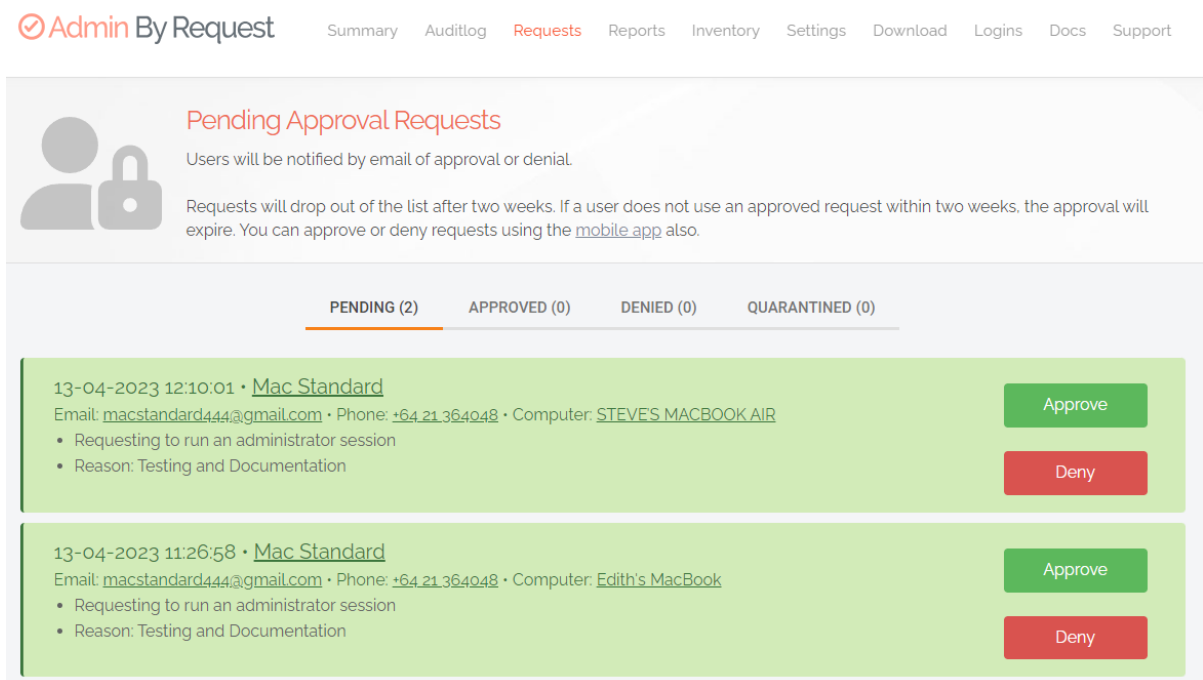 Admin By Request
Summary Auditlog Requests Reports Inventory Settings Download Logins Docs Support
Pending Approval Requests
Users will be notified by email of approval or denial.
Requests will drop out of the list after two weeks. If a user does not use an approved request within two weeks, the approval will
expire. You can approve or deny requests using the mobile app also.
PENDING (2) APPROVED (0) DENIED (0) QUARANTINED (0)
13-04-2023 12:10:01 • Mac Standard
Email: macstandard444@gmail.com • Phone: +64 21 364048 • Computer: STEVE'S MACBOOK AIR
• Requesting to run an administrator session
• Reason: Testing and Documentation
Approve
Deny
13-04-2023 11:26:58 • Mac Standard
Email: macstandard444@gmail.com • Phone: +64 21 364048 • Computer: Edith's MacBook
• Requesting to run an administrator session
• Reason: Testing and Documentation
Approve
Deny